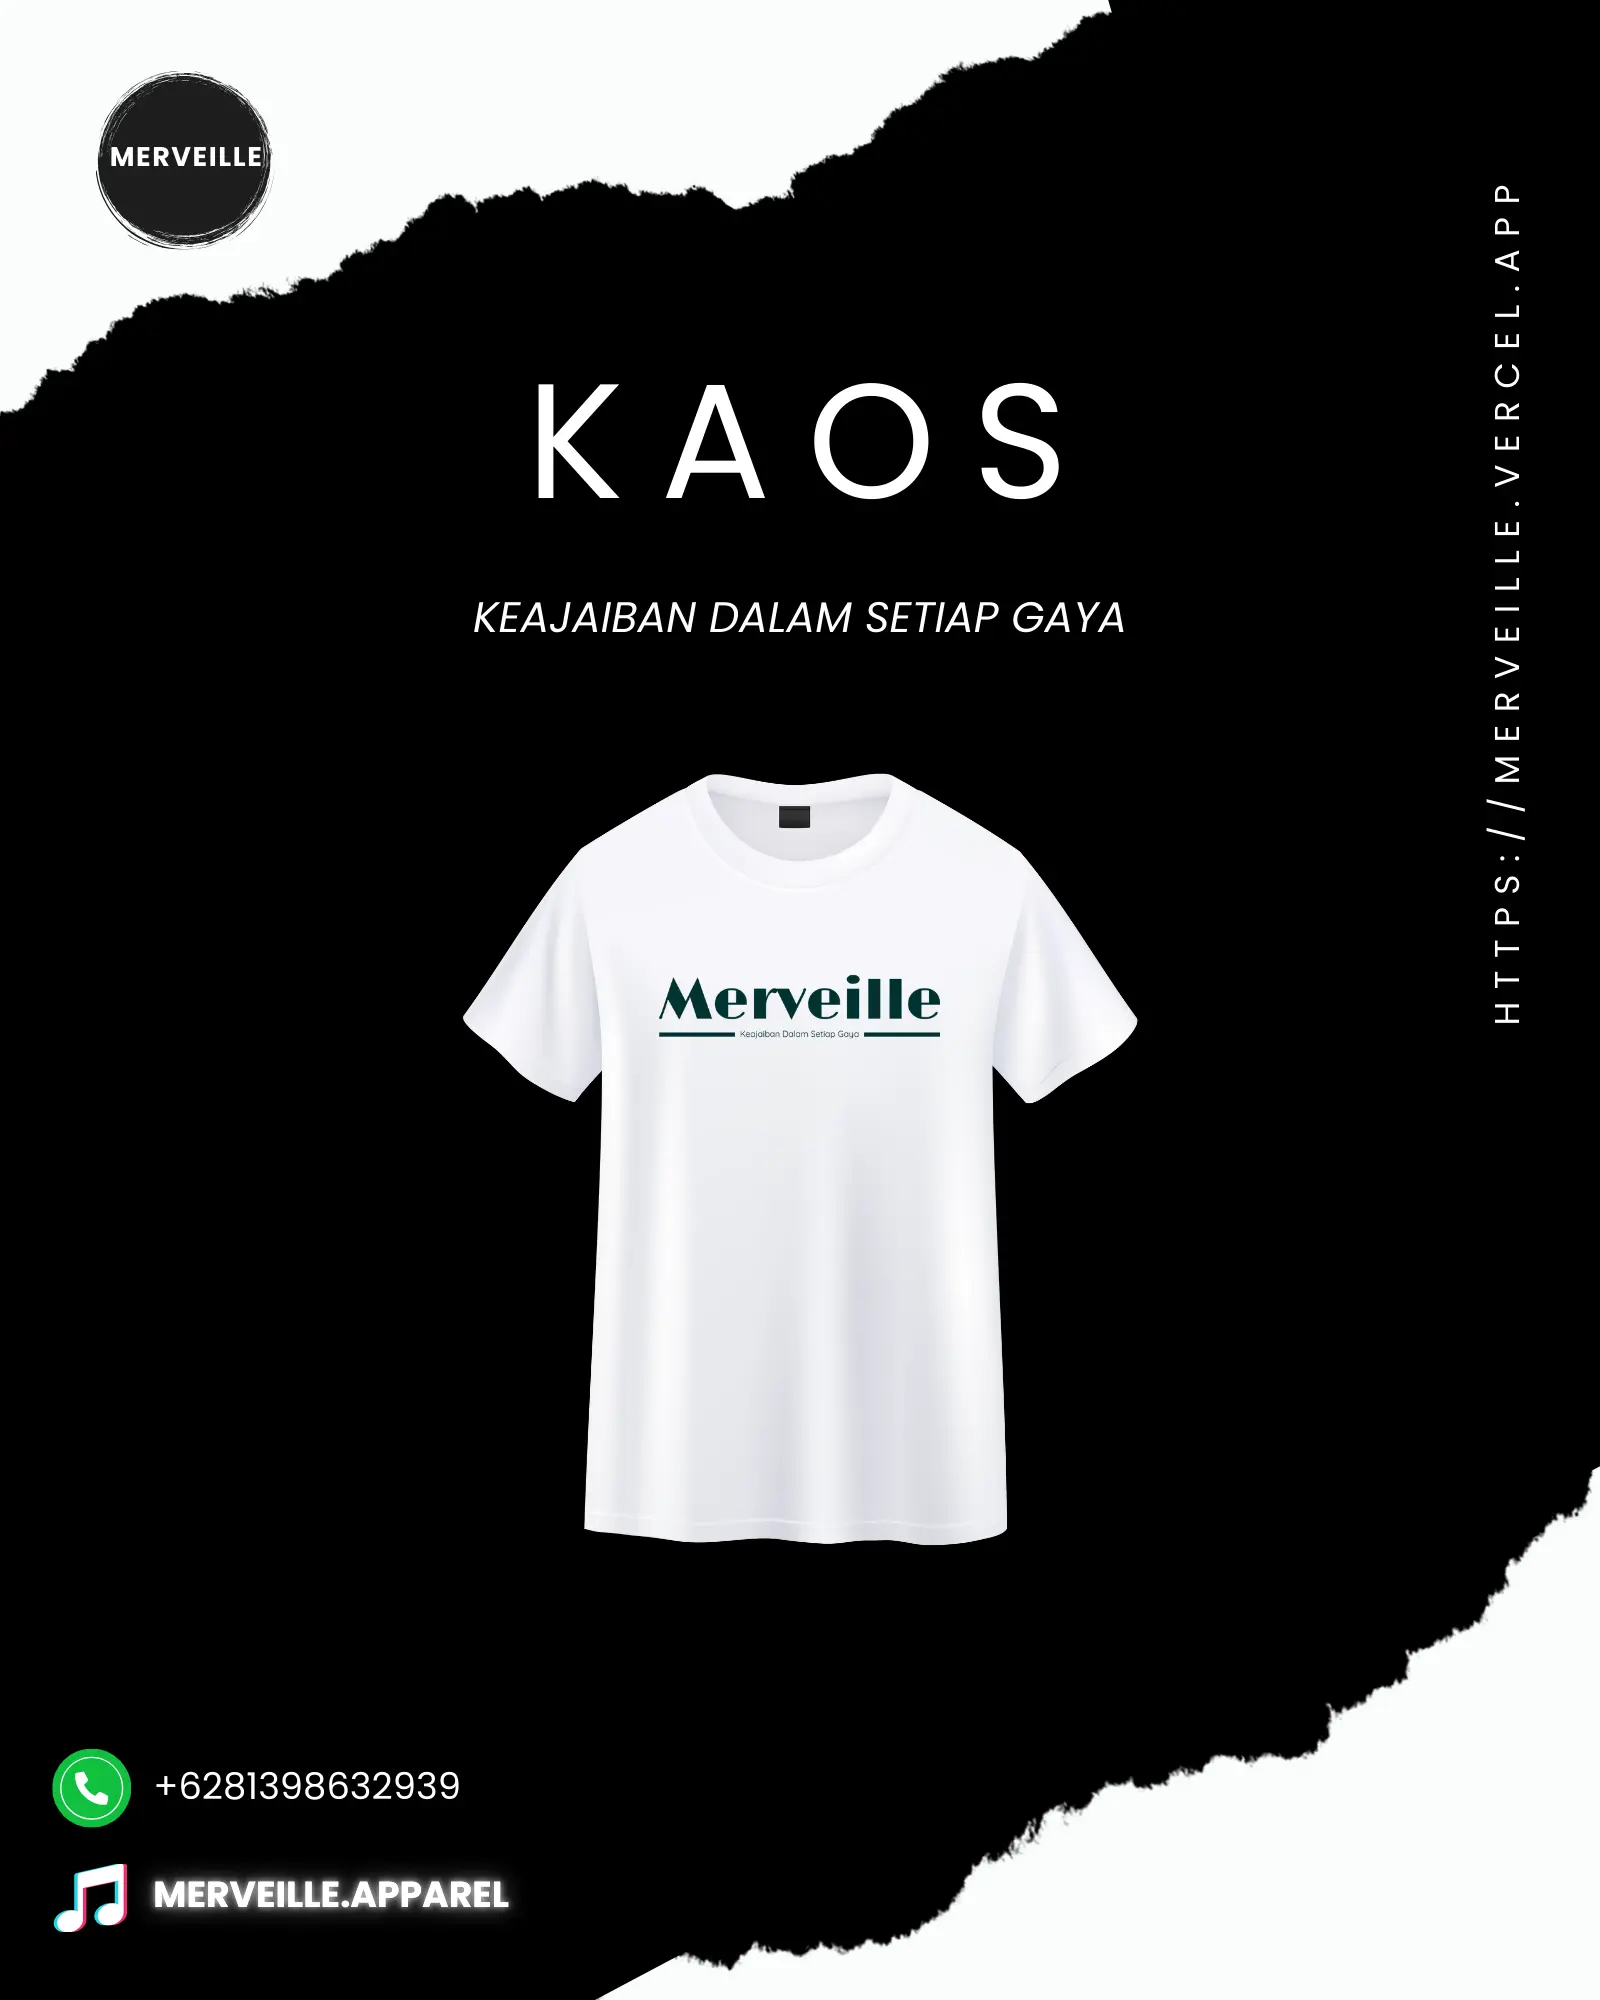 MERVEILLE
KAOS
KEAJAIBAN DALAM SETIAP GAYA
HTTPS://MERVEILLE.VERCEL.APP
Merveille
Keajaiban Dalam Setiap Gaya
+6281398632939
MERVEILLE.APPAREL